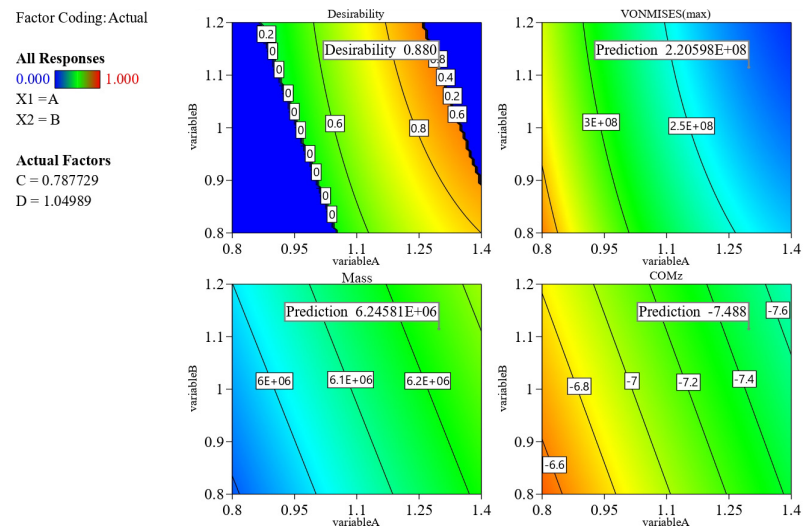 Factor Coding: Actual
All Responses
0.000 1.000
X1 = A
X2 = B
Actual Factors
C = 0.787729
D = 1.04989
Desirability
1.2
1.1
1
0.9
0.8
variableB
0.8 0.95 1.1 1.25 1.4
variableA
Desirability 0.880
0.2
0
0
0
0
0
0
0
0
0
0.6
0.8
0.8
0.4
0.2
0.6
VONMISES(max)
1.2
1.1
1
0.9
0.8
variableB
0.8 0.95 1.1 1.25 1.4
variableA
Prediction 2.20598E+08
3E+08
2.5E+08
Mass
1.2
1.1
1
0.9
0.8
variableB
0.8 0.95 1.1 1.25 1.4
variableA
Prediction 6.24581E+06
6E+06
6.1E+06
6.2E+06
COMz
1.2
1.1
1
0.9
0.8
variableB
0.8 0.95 1.1 1.25 1.4
variableA
Prediction -7.488
-7.6
-6.8
-7
-7.2
-7.4
-6.6